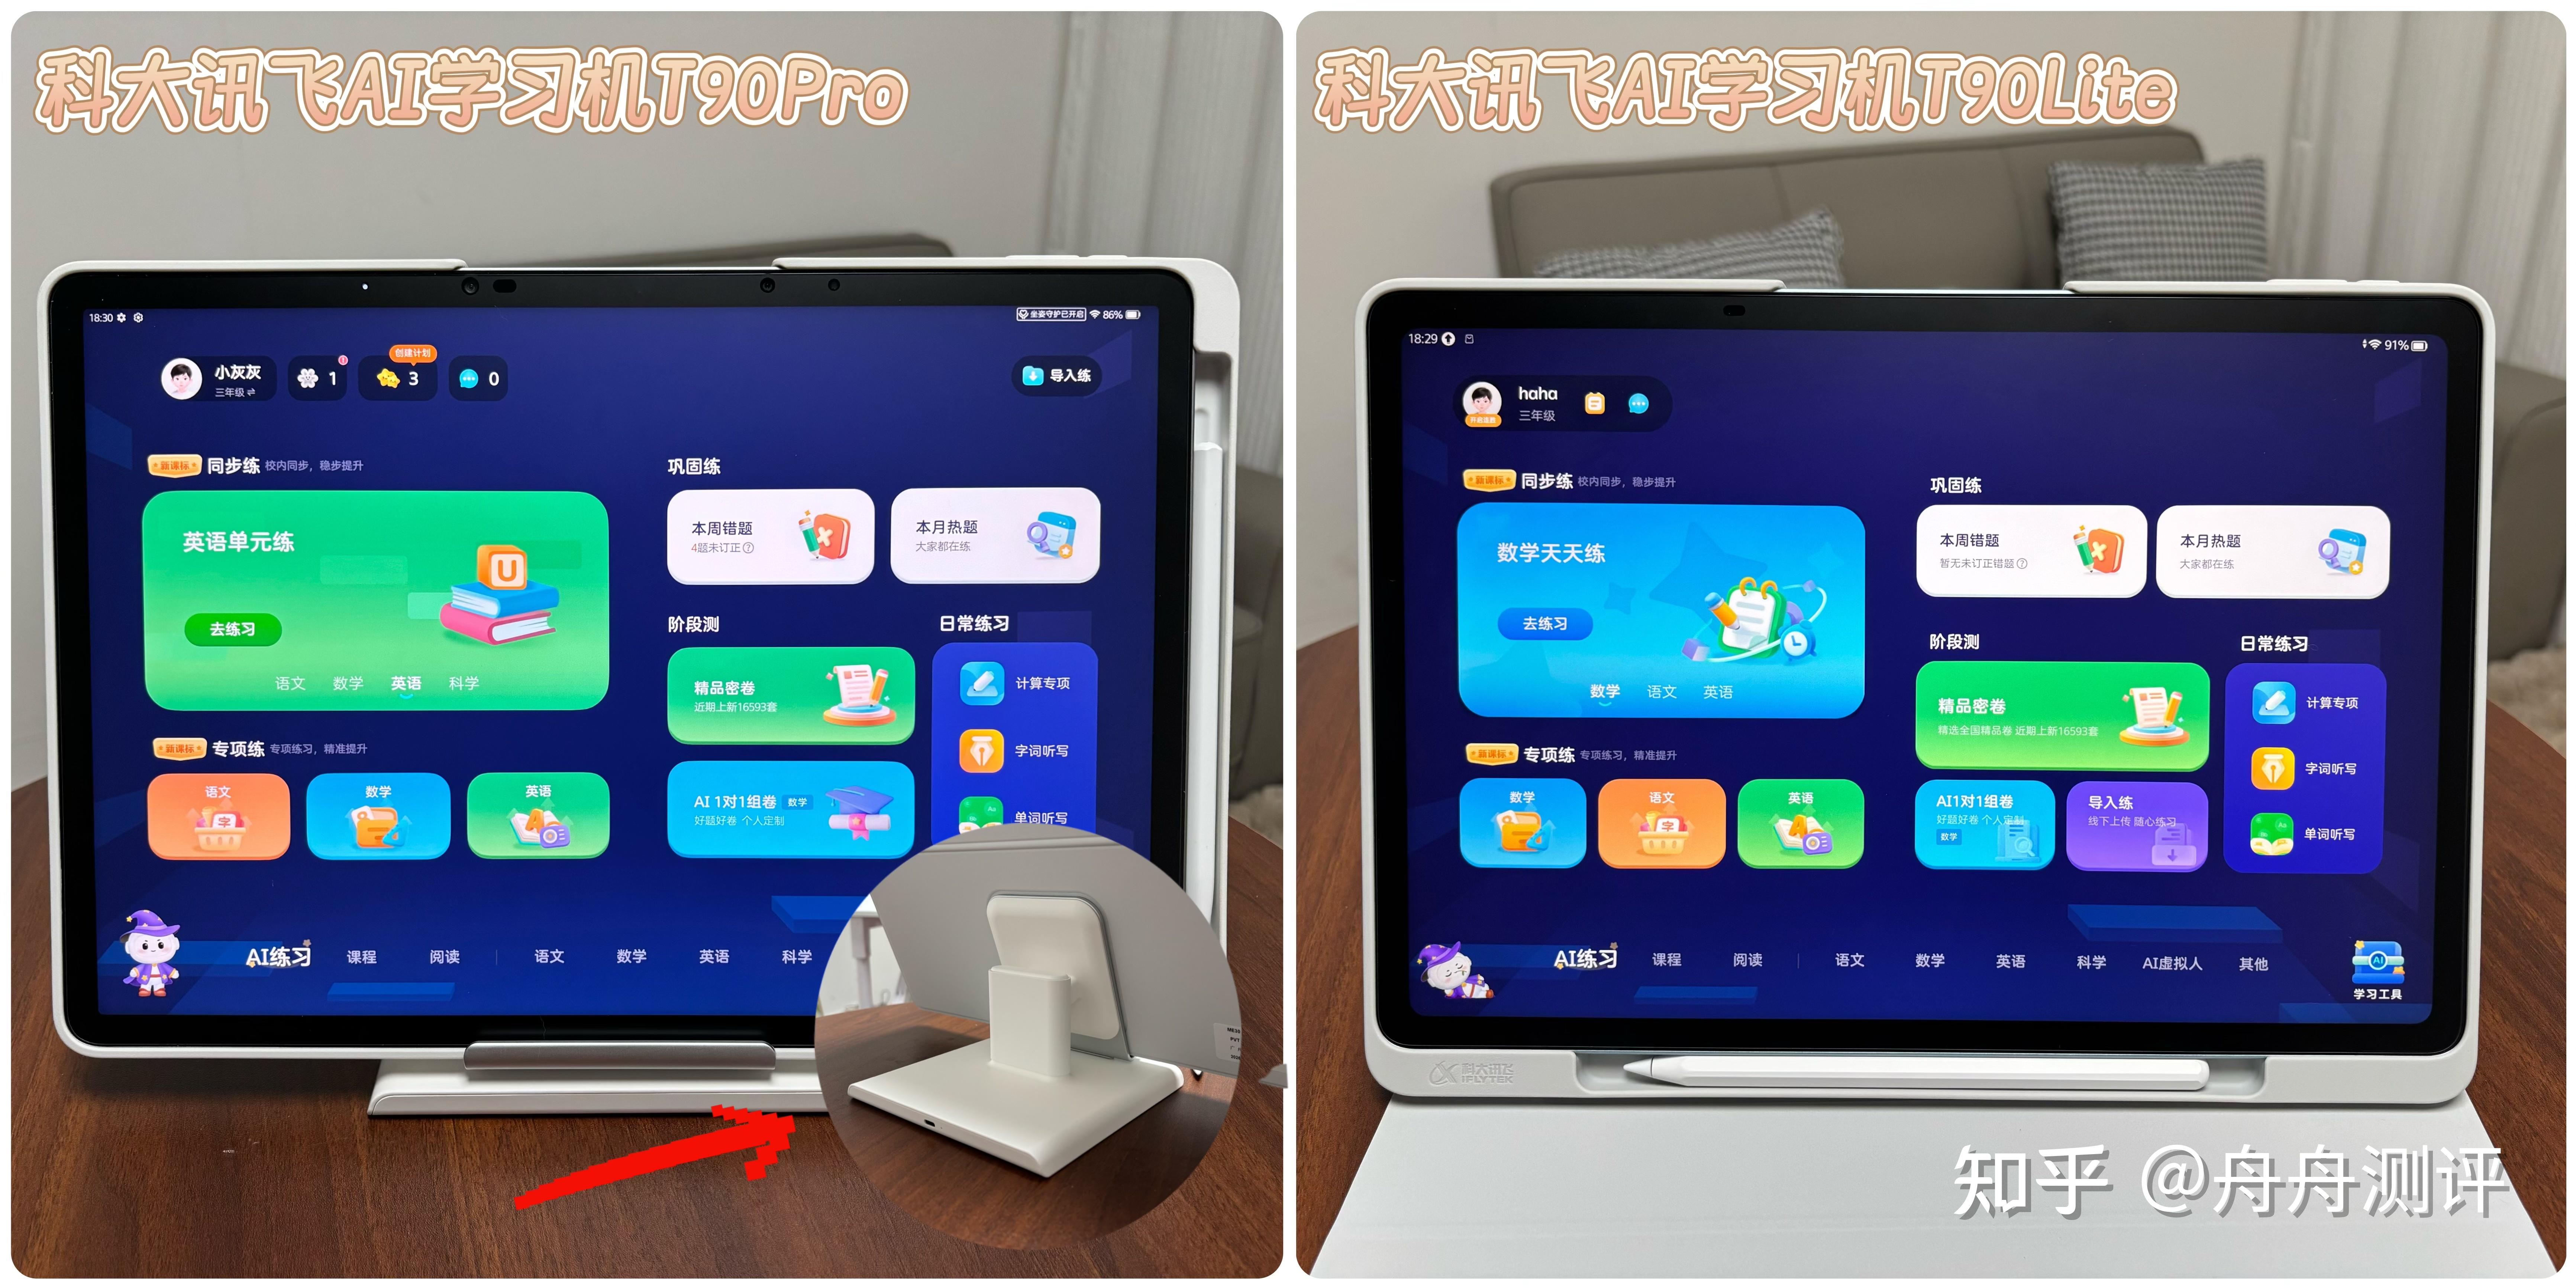 科大讯飞AI学习机T90Pro
18:30
坐姿守护已开启 86%
小灰灰
三年级
1
创建计划
3
0
导入练
新课标 同步练 校内同步，稳步提升
英语单元练
去练习
语文 数学 英语 科学
巩固练
本周错题
4题未订正
本月热题
大家都在练
阶段测
精品密卷
近期上新16593套
AI 1对1组卷 数学
好题好卷 个人定制
日常练习
计算专项
字词听写
单词听写
新课标 专项练 专项练习，精准提升
语文
字
数学
英语
AI练习 课程 阅读 语文 数学 英语 科学
科大讯飞AI学习机T90Lite
18:29
91%
haha
三年级
新课标 同步练 校内同步，稳步提升
数学天天练
去练习
数学 语文 英语
巩固练
本周错题
暂无未订正错题
本月热题
大家都在练
阶段测
精品密卷
精选全国精品卷 近期上新16593套
AI1对1组卷
好题好卷 个人定制
数学
导入练
线下上传 随心练习
日常练习
计算专项
字词听写
单词听写
新课标 专项练 专项练习，精准提升
数学
语文
字
英语
AI练习 课程 阅读 语文 数学 英语 科学 AI虚拟人 其他
AI
学习工具
科大讯飞
iFLYTEK
知乎 @舟舟测评